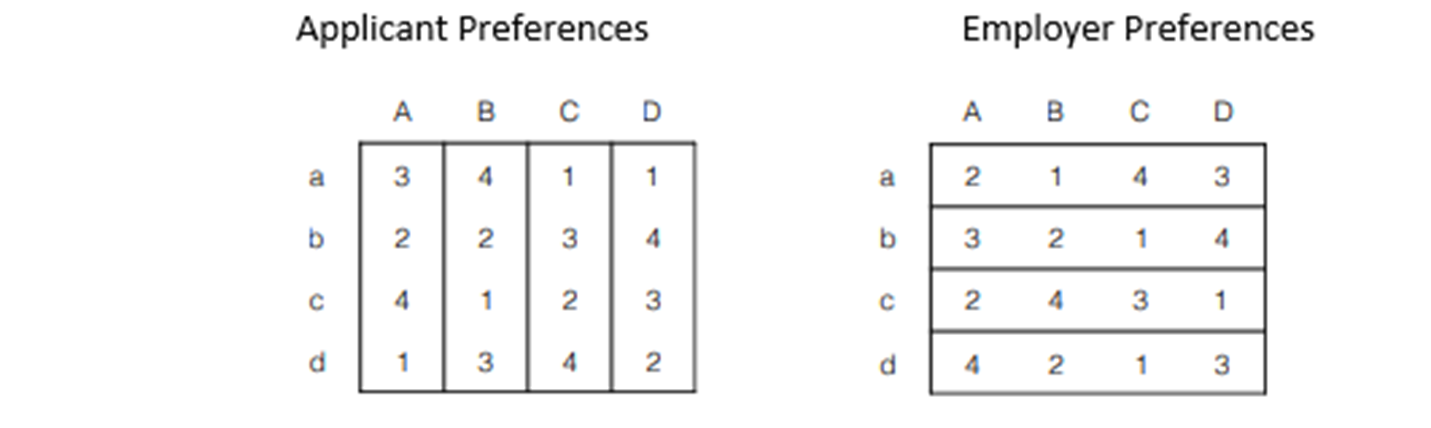 Applicant Preferences Employer Preferences
A B C D A B C D
a 3 4 1 1 a 2 1 4 3
b 2 2 3 4 b 3 2 1 4
c 4 1 2 3 c 2 4 3 1
d 1 3 4 2 d 4 2 1 3